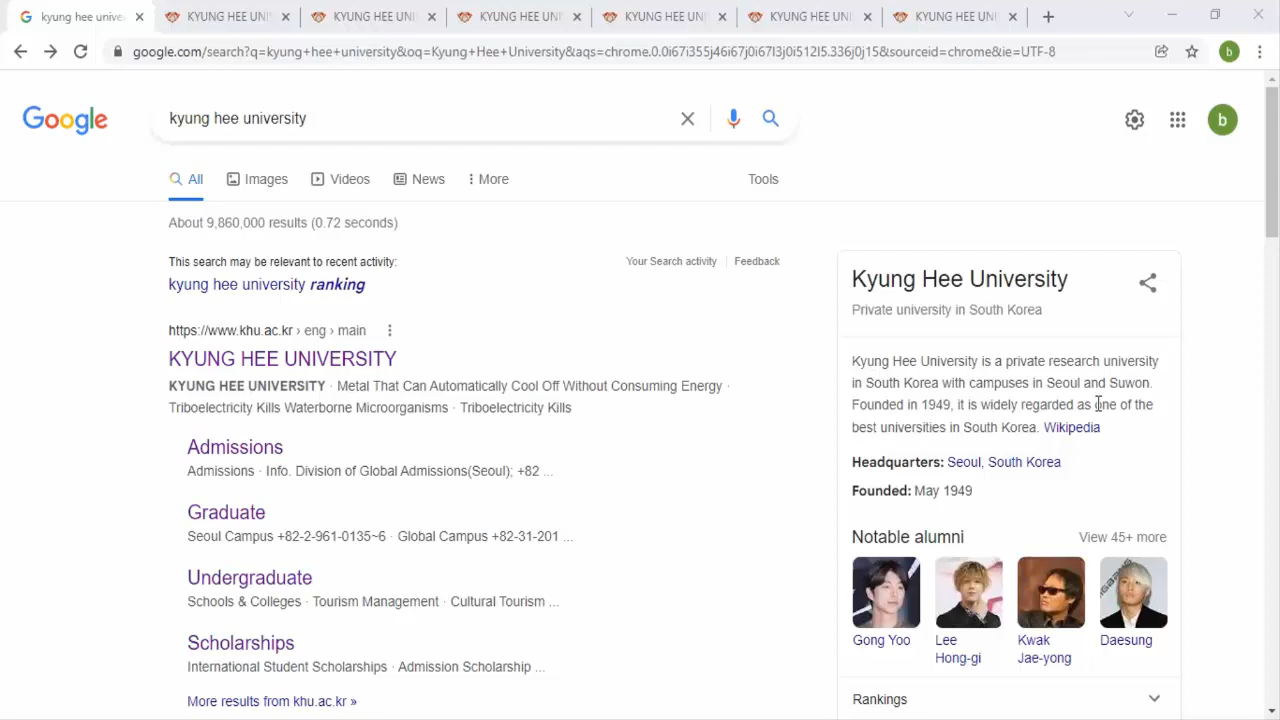 kyung hee unive
KYUNG HEE UNI
KYUNG HEE UNI
KYUNG HEE UNI
KYUNG HEE UNI
KYUNG HEE UNI
KYUNG HEE UNI
google.com/search?q=kyung+hee+university&oq=Kyung+Hee+University&aqs=chrome.0.0i67i355j46i67j0i67l3j0i512l5.336j0j15&sourceid=chrome&ie=UTF-8
b
Google
kyung hee university
b
All
Images
Videos
News
More
Tools
About 9,860,000 results (0.72 seconds)
This search may be relevant to recent activity:
Your Search activity
Feedback
kyung hee university ranking
https://www.khu.ac.kr › eng › main
KYUNG HEE UNIVERSITY
KYUNG HEE UNIVERSITY · Metal That Can Automatically Cool Off Without Consuming Energy ·
Triboelectricity Kills Waterborne Microorganisms · Triboelectricity Kills
Admissions
Admissions · Info. Division of Global Admissions(Seoul); +82 ...
Graduate
Seoul Campus +82-2-961-0135~6 · Global Campus +82-31-201 ...
Undergraduate
Schools & Colleges · Tourism Management · Cultural Tourism ...
Scholarships
International Student Scholarships · Admission Scholarship ...
More results from khu.ac.kr »
Kyung Hee University
Private university in South Korea
Kyung Hee University is a private research university
in South Korea with campuses in Seoul and Suwon.
Founded in 1949, it is widely regarded as one of the
best universities in South Korea. Wikipedia
Headquarters: Seoul, South Korea
Founded: May 1949
Notable alumni
View 45+ more
Gong Yoo
Lee
Hong-gi
Kwak
Jae-yong
Daesung
Rankings